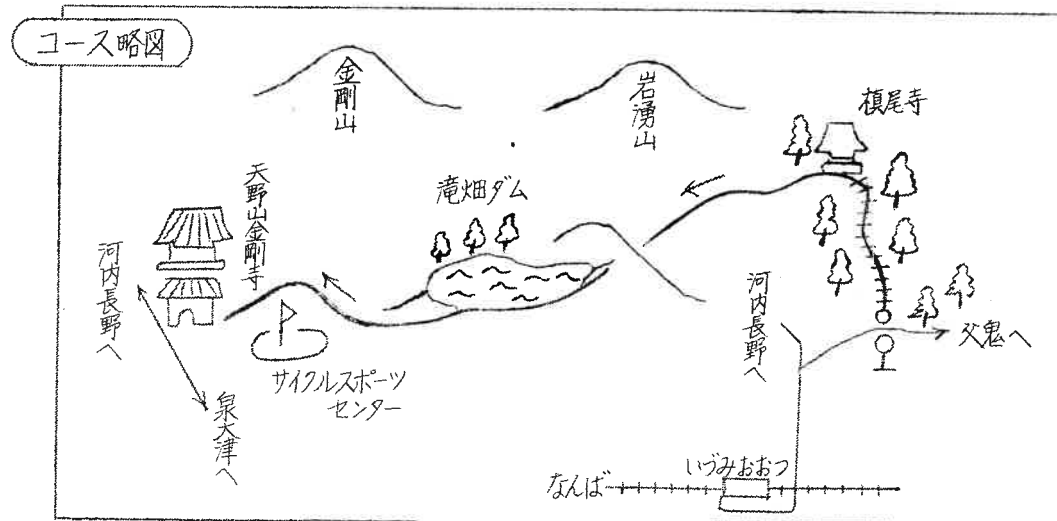 コース略図
金剛山
岩湧山
槙尾寺
滝畑ダム
天野山金剛寺
河内長野へ
サイクルスポーツ
センター
泉大津へ
河内長野へ
父鬼へ
なんば
いづみおおつ